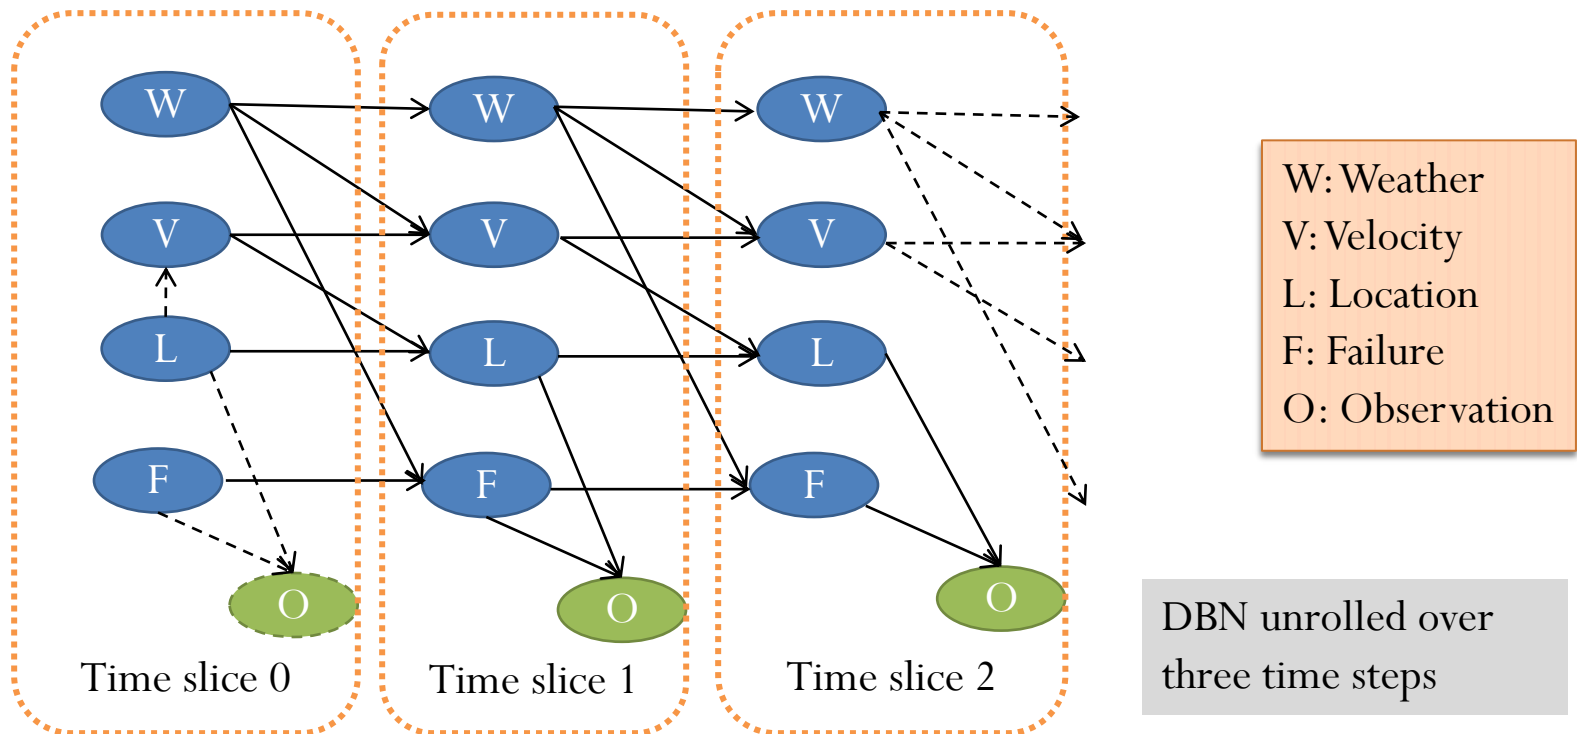 W
V
L
F
O
Time slice 0
W
V
L
F
O
Time slice 1
W
V
L
F
O
Time slice 2
W: Weather
V: Velocity
L: Location
F: Failure
O: Observation
DBN unrolled over
three time steps